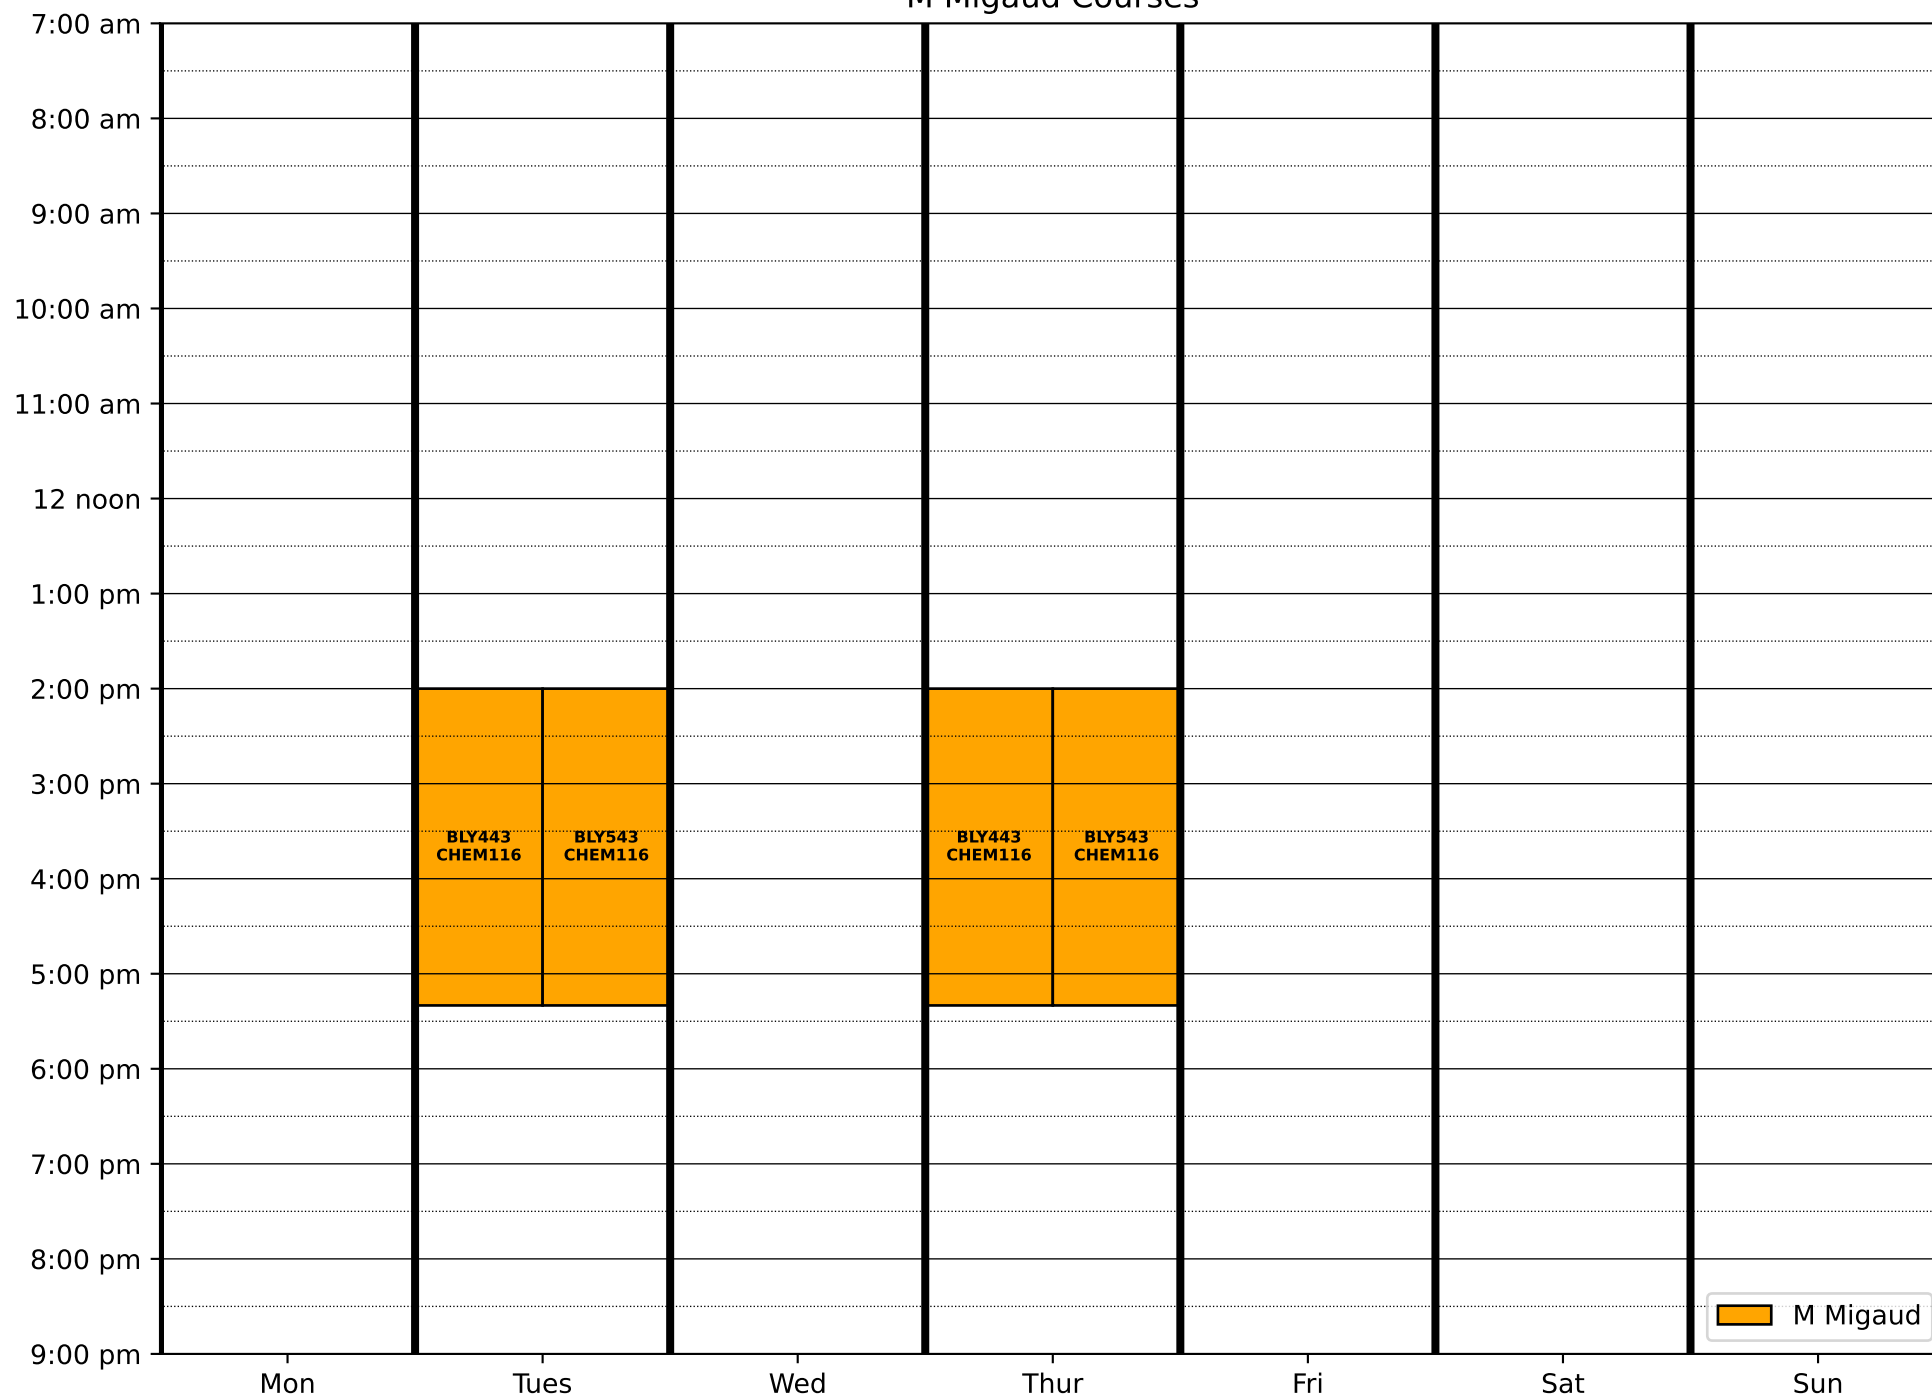 M Migaud Courses
7:00 am
8:00 am
9:00 am
10:00 am
11:00 am
12 noon
1:00 pm
2:00 pm
3:00 pm
BLY443
CHEM116
BLY543
CHEM116
BLY443
CHEM116
BLY543
CHEM116
4:00 pm
5:00 pm
6:00 pm
7:00 pm
8:00 pm
M Migaud
9:00 pm
Mon
Tues
Wed
Thur
Fri
Sat
Sun